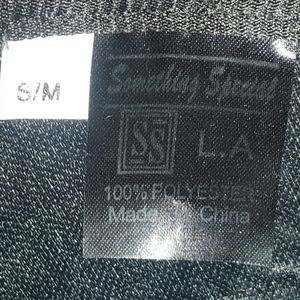 Something Special
S/M
SS
L.A
100% POLYESTER
Made in China